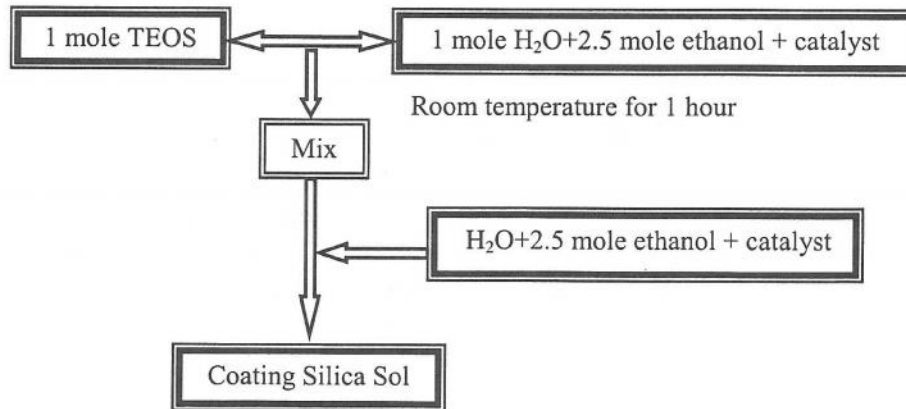 1 mole TEOS
1 mole H₂O+2.5 mole ethanol + catalyst
Room temperature for 1 hour
Mix
H₂O+2.5 mole ethanol + catalyst
Coating Silica Sol